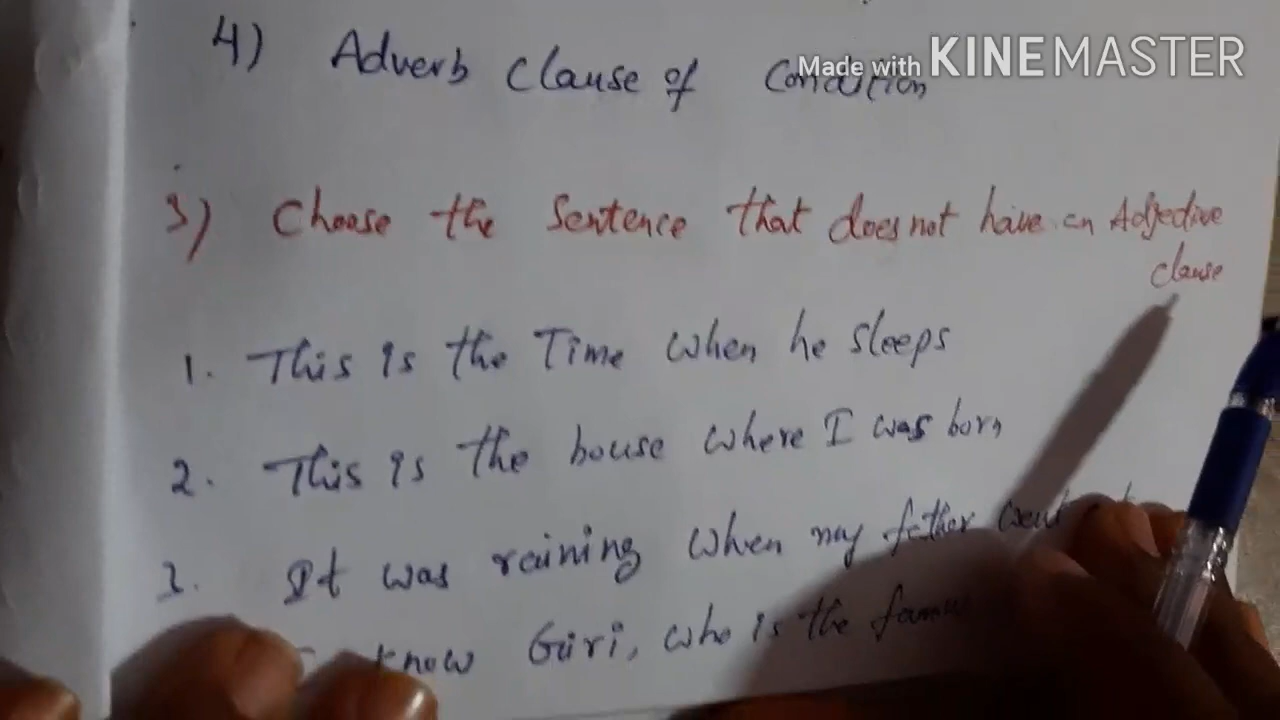 4) Adverb Clause of Condition
Made with KINEMASTER
3) Choose the Sentence that does not have an Adjective
clause
1. This is the Time when he sleeps
2. This is the house where I was born
3. It was raining when my father went
know Giri, who is the